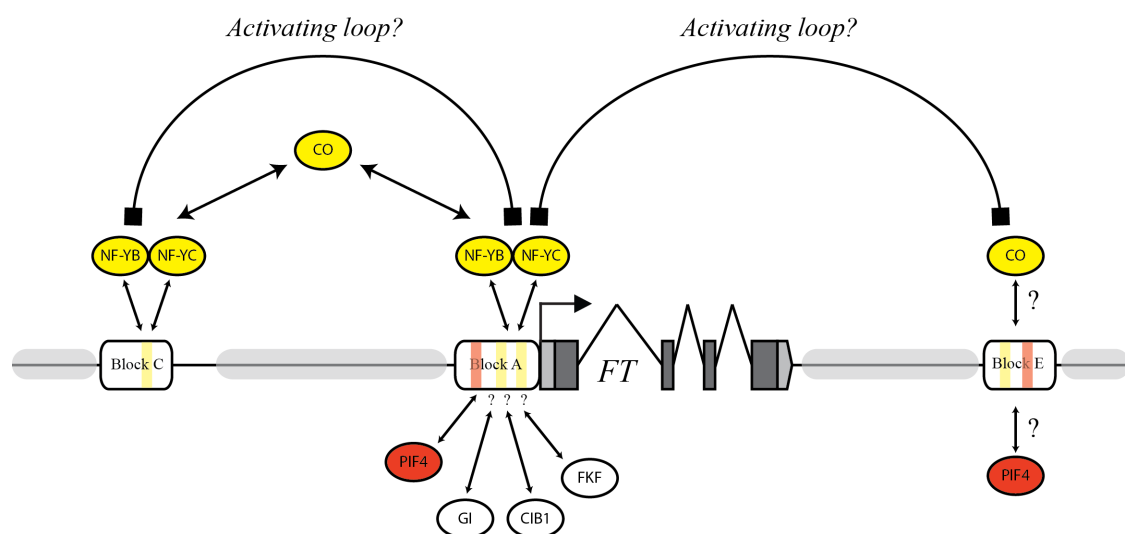 Activating loop?
Activating loop?
CO
NF-YB
NF-YC
NF-YB
NF-YC
CO
?
Block C
Block A
FT
Block E
? ? ?
?
PIF4
FKF
PIF4
GI
CIB1